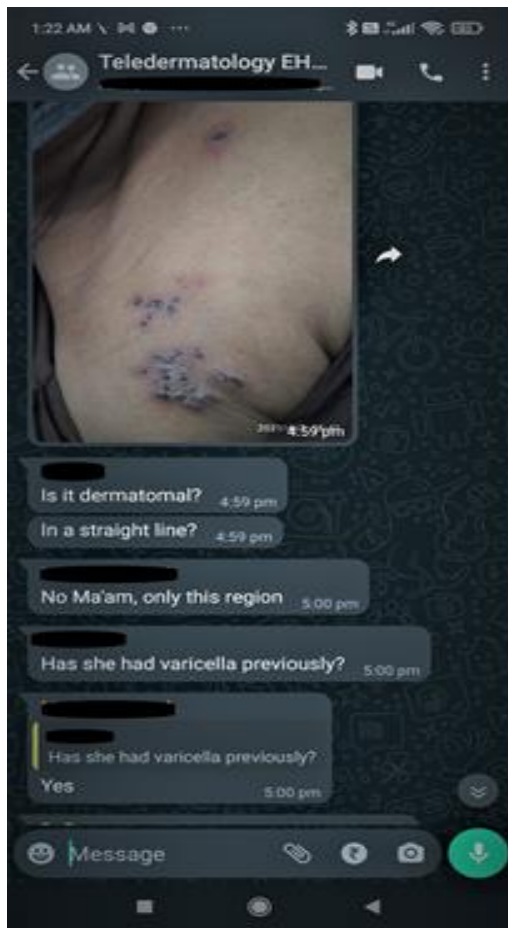 1:22 AM
Teledermatology EH...
4:59 pm
Is it dermatomal? 4:59 pm
In a straight line? 4:59 pm
No Ma'am, only this region 5:00 pm
Has she had varicella previously? 5:00 pm
Has she had varicella previously?
Yes 5:00 pm
Message